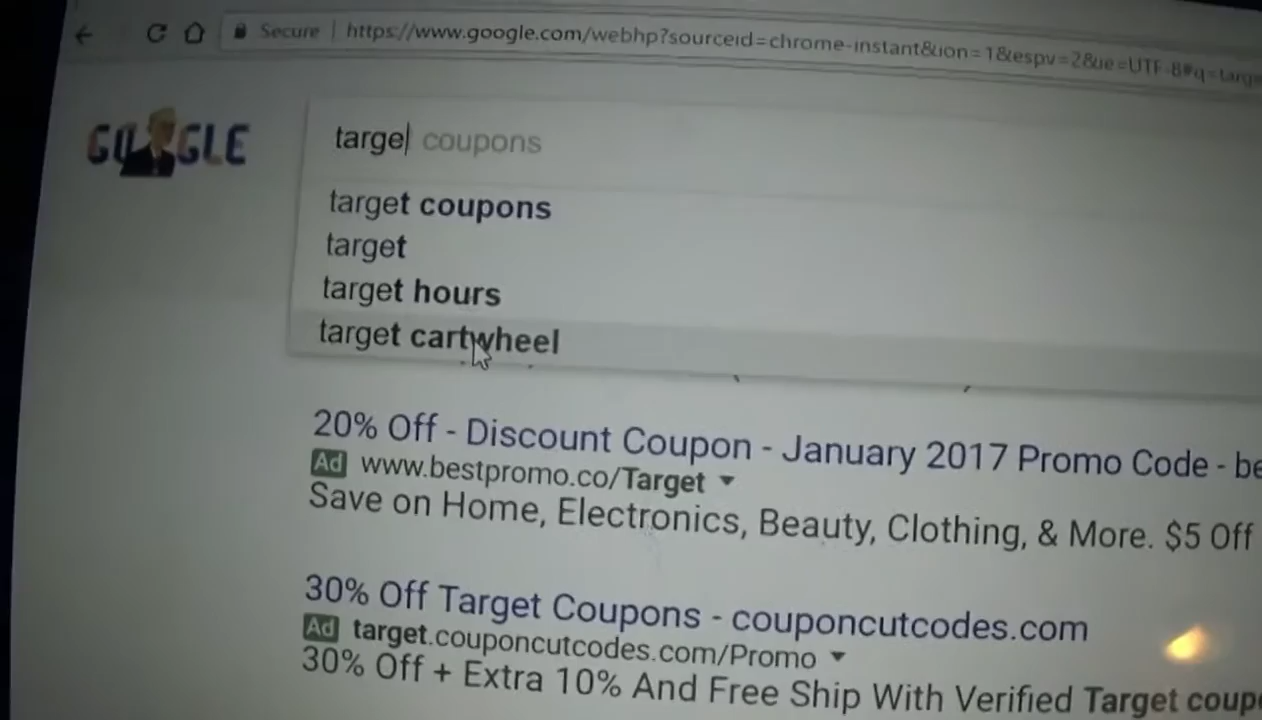 Secure | https://www.google.com/webhp?sourceid=chrome-instant&ion=1&espv=2&ie=UTF-8#q=targe
GOOGLE
targe coupons
target coupons
target
target hours
target cartwheel
20% Off - Discount Coupon - January 2017 Promo Code - be
Ad www.bestpromo.co/Target
Save on Home, Electronics, Beauty, Clothing, & More. $5 Off
30% Off Target Coupons - couponcutcodes.com
Ad target.couponcutcodes.com/Promo
30% Off + Extra 10% And Free Ship With Verified Target coup